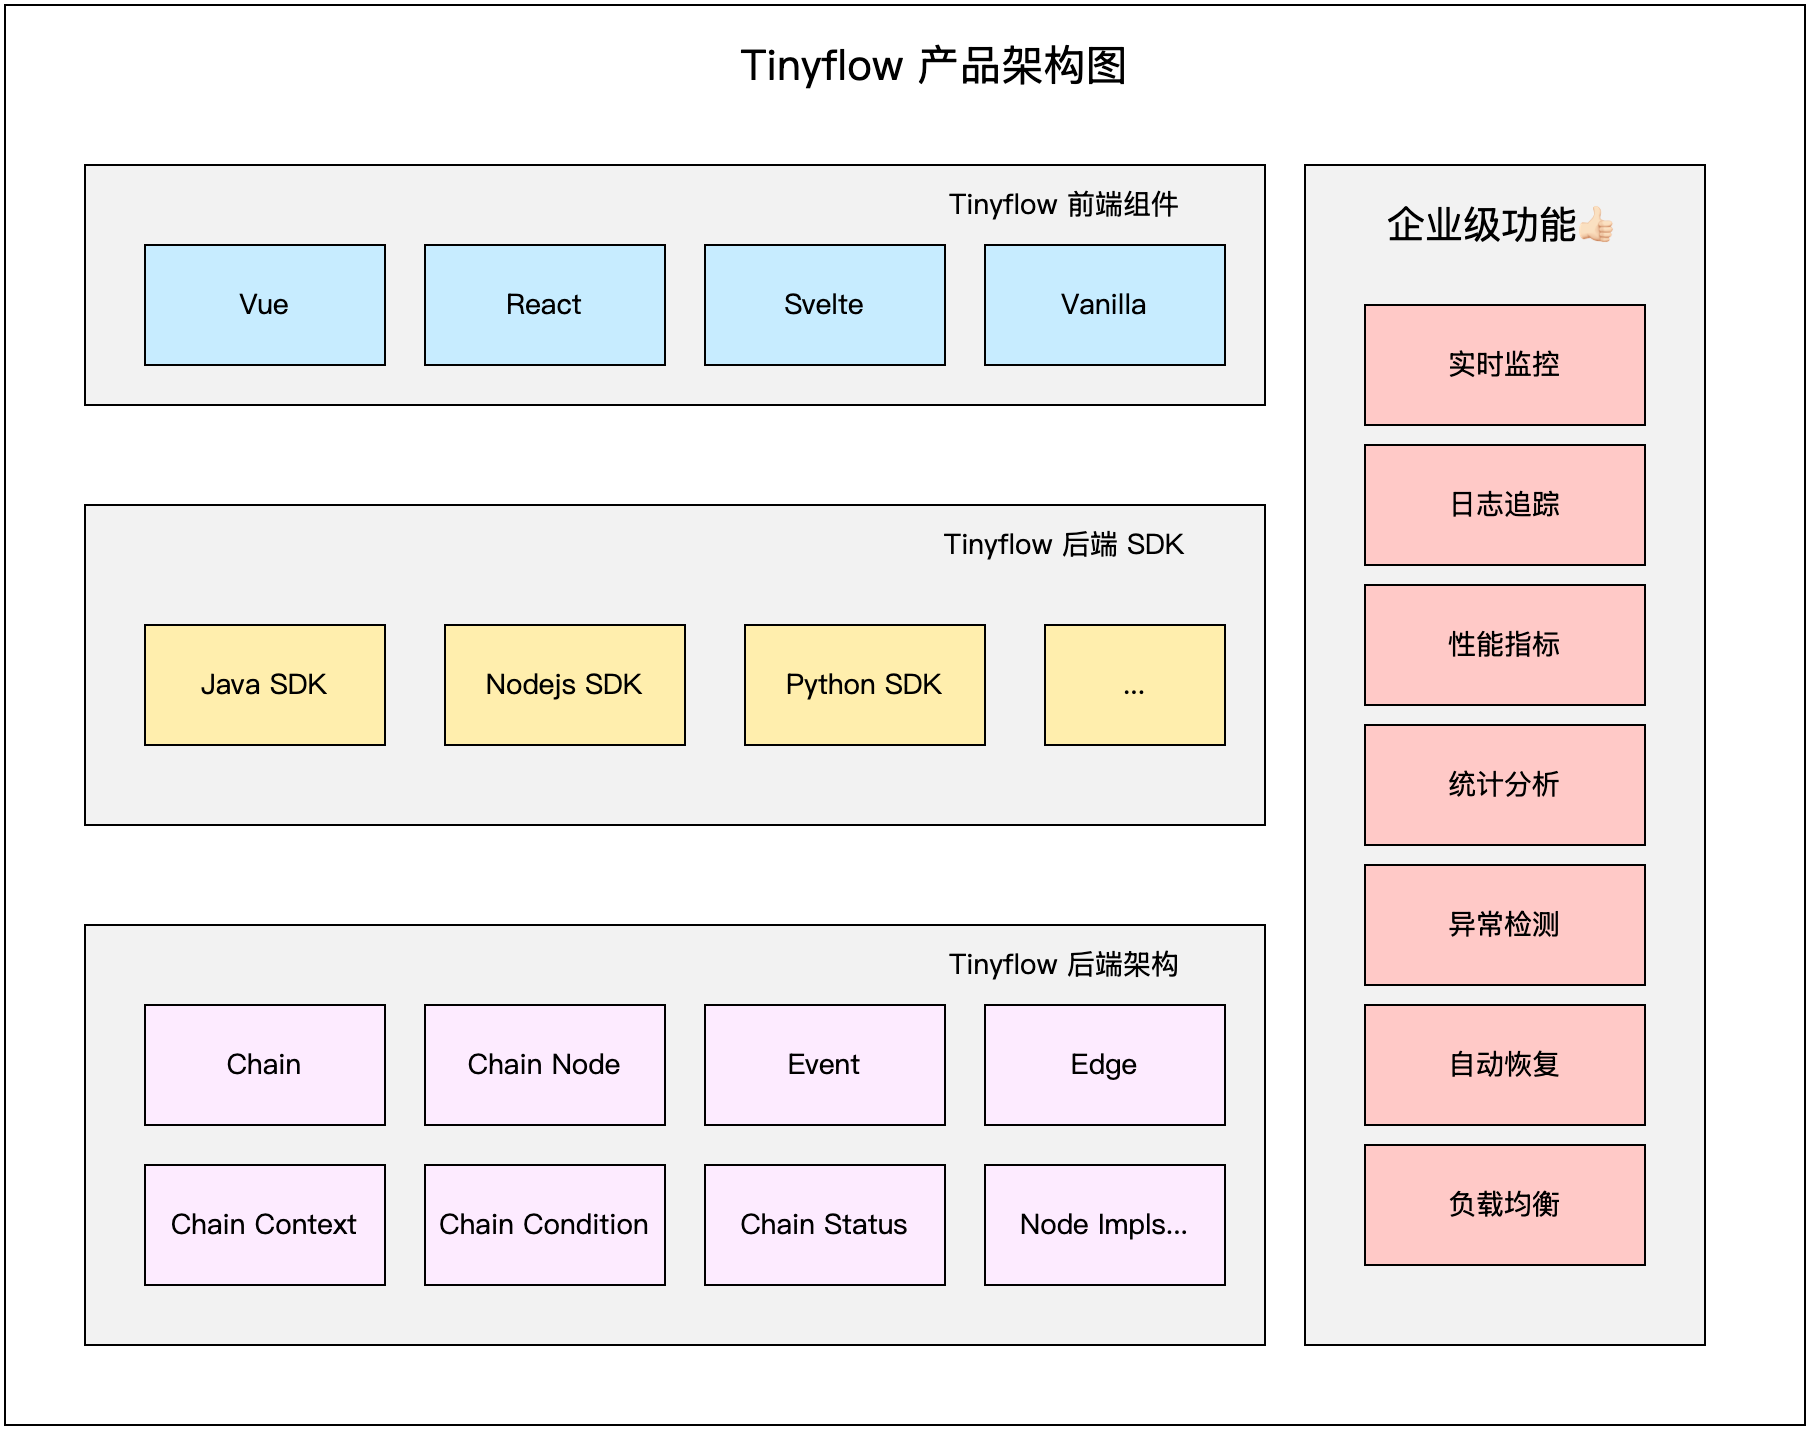 Tinyflow 产品架构图
Tinyflow 前端组件
Vue
React
Svelte
Vanilla
Tinyflow 后端 SDK
Java SDK
Nodejs SDK
Python SDK
...
Tinyflow 后端架构
Chain
Chain Node
Event
Edge
Chain Context
Chain Condition
Chain Status
Node Impls...
企业级功能👍🏻
实时监控
日志追踪
性能指标
统计分析
异常检测
自动恢复
负载均衡